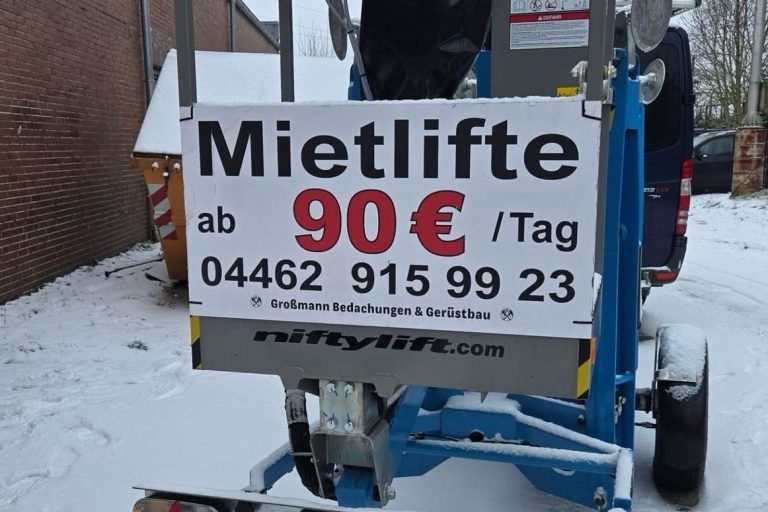 GEFAHR
Mietlifte
ab 90 € / Tag
04462 915 99 23
Großmann Bedachungen & Gerüstbau
niftylift.com